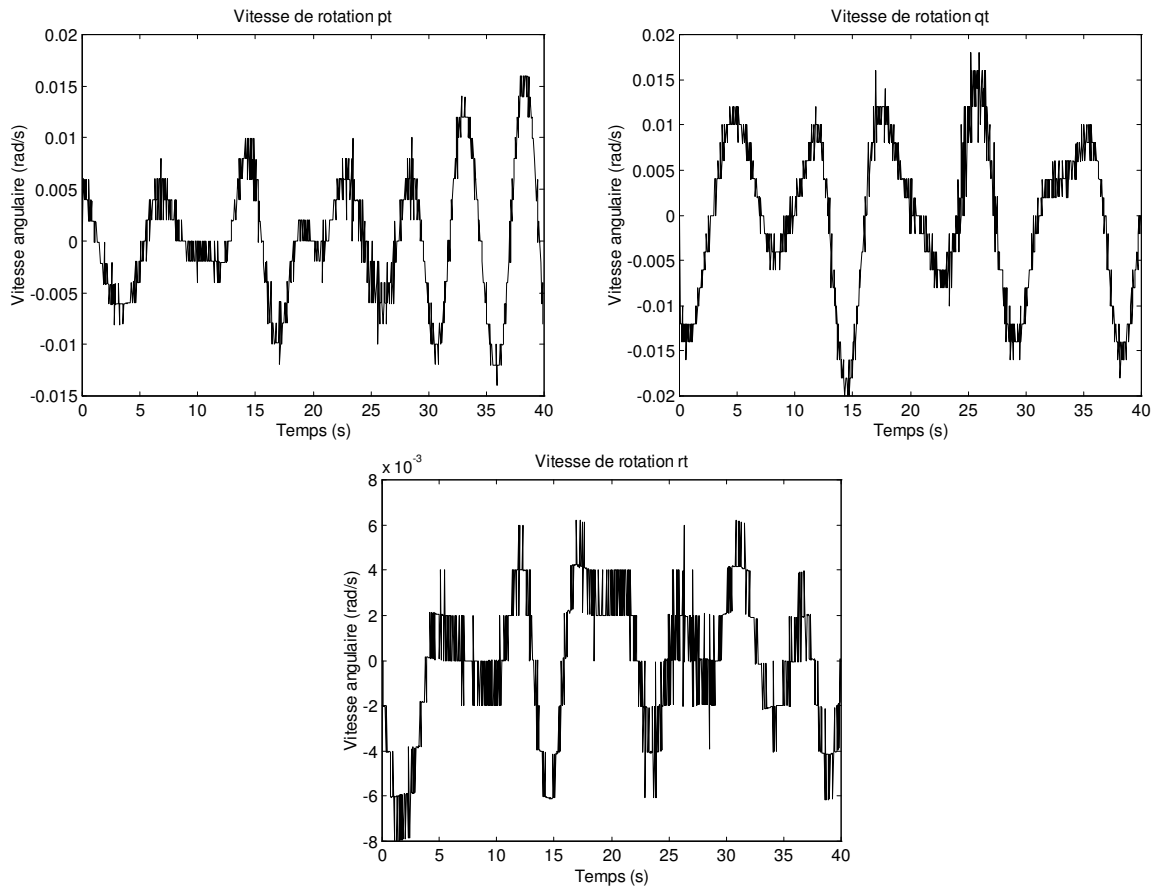 Vitesse de rotation pt
Vitesse angulaire (rad/s)
0.02
0.015
0.01
0.005
0
-0.005
-0.01
-0.015
0 5 10 15 20 25 30 35 40
Temps (s)
Vitesse de rotation qt
Vitesse angulaire (rad/s)
0.02
0.015
0.01
0.005
0
-0.005
-0.01
-0.015
-0.02
0 5 10 15 20 25 30 35 40
Temps (s)
Vitesse de rotation rt
x 10⁻³
Vitesse angulaire (rad/s)
8
6
4
2
0
-2
-4
-6
-8
0 5 10 15 20 25 30 35 40
Temps (s)